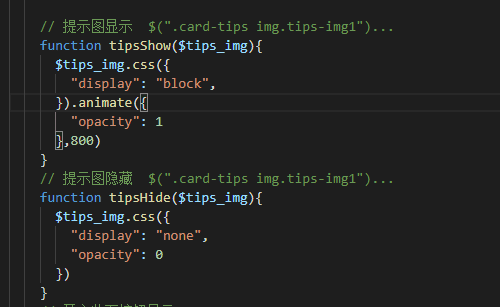 // 提示图显示  $(".card-tips img.tips-img1")...
function tipsShow($tips_img){
  $tips_img.css({
    "display": "block",
  }).animate({
    "opacity": 1
  },800)
}
// 提示图隐藏  $(".card-tips img.tips-img1")...
function tipsHide($tips_img){
  $tips_img.css({
    "display": "none",
    "opacity": 0
  })
}